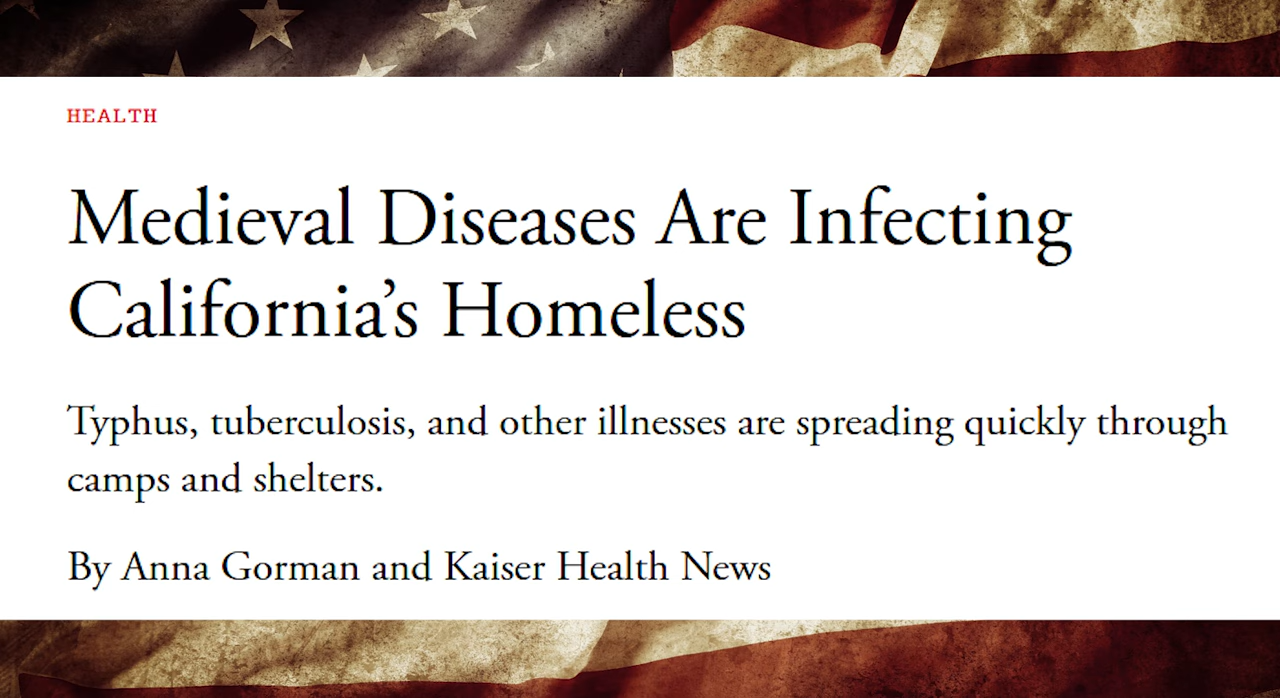 HEALTH
Medieval Diseases Are Infecting
California’s Homeless
Typhus, tuberculosis, and other illnesses are spreading quickly through
camps and shelters.
By Anna Gorman and Kaiser Health News